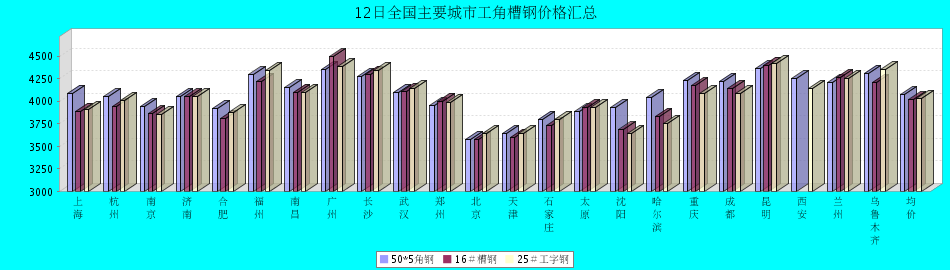 12日全国主要城市工角槽钢价格汇总
4500
4250
4000
3750
3500
3250
3000
上海
杭州
南京
济南
合肥
福州
南昌
广州
长沙
武汉
郑州
北京
天津
石家庄
太原
沈阳
哈尔滨
重庆
成都
昆明
西安
兰州
乌鲁木齐
均价
50*5角钢 16#槽钢 25#工字钢